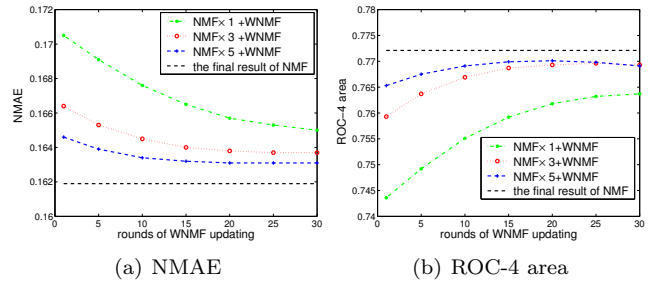 0.172
0.17
0.168
0.166
0.164
0.162
0.16
NMAE
NMF× 1 +WNMF
NMF× 3 +WNMF
NMF× 5 +WNMF
the final result of NMF
0 5 10 15 20 25 30
rounds of WNMF updating
(a) NMAE
0.775
0.77
0.765
0.76
0.755
0.75
0.745
0.74
ROC−4 area
NMF× 1+WNMF
NMF× 3+WNMF
NMF× 5+WNMF
the final result of NMF
0 5 10 15 20 25 30
rounds of WNMF updating
(b) ROC-4 area